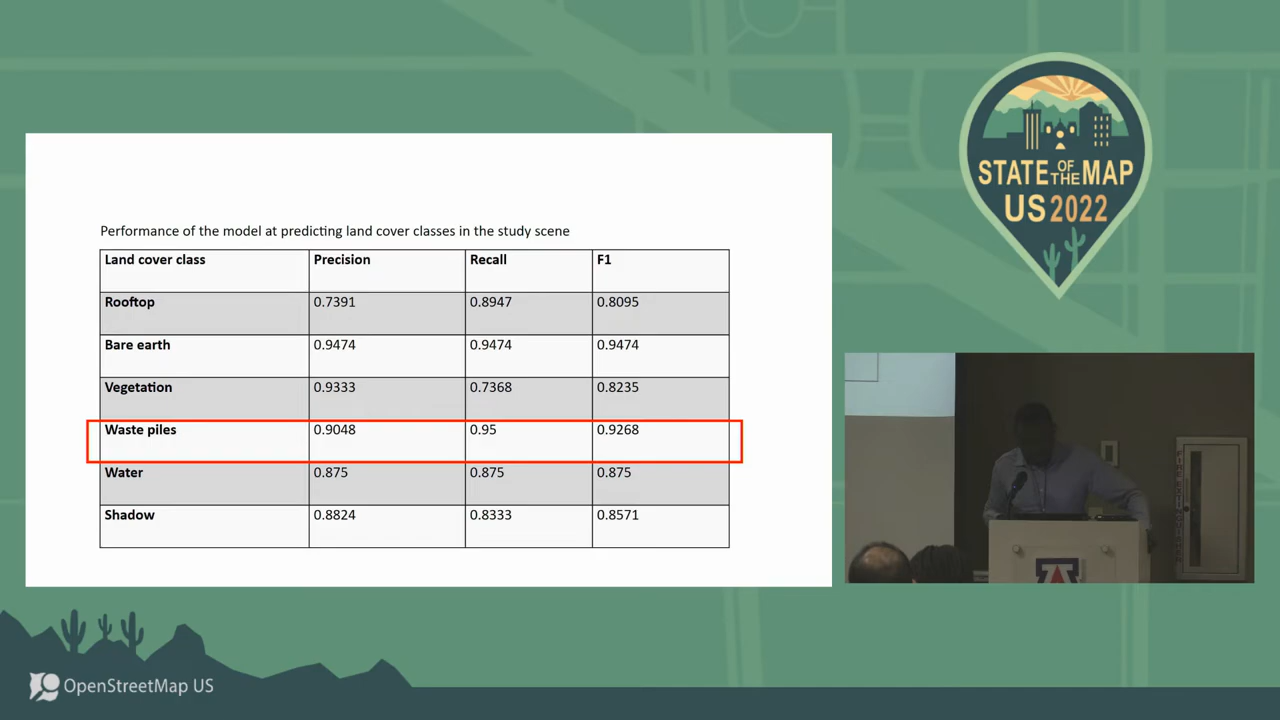 Performance of the model at predicting land cover classes in the study scene
Land cover class Precision Recall F1
Rooftop 0.7391 0.8947 0.8095
Bare earth 0.9474 0.9474 0.9474
Vegetation 0.9333 0.7368 0.8235
Waste piles 0.9048 0.95 0.9268
Water 0.875 0.875 0.875
Shadow 0.8824 0.8333 0.8571
STATE OF THE MAP
US 2022
FIRE EXTINGUISHER
A
OpenStreetMap US